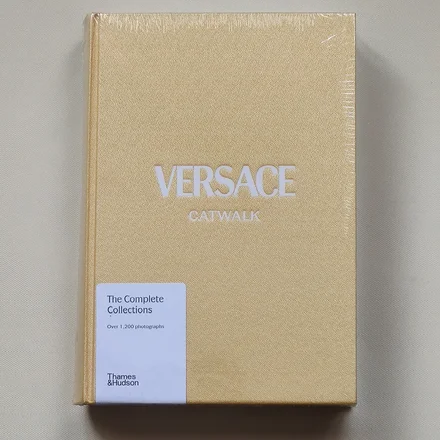 VERSACE
CATWALK
The Complete
Collections
Over 1,200 photographs
Thames
&Hudson